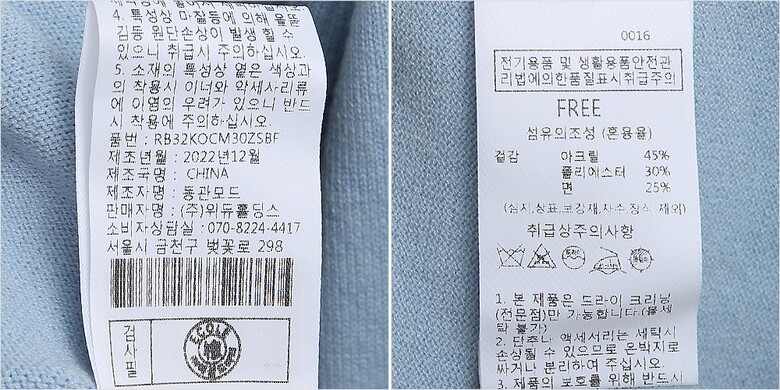 4. 특성상 마찰등에 의해 올뜯
김등 원단손상이 발생 할 수
있으니 취급시 주의하십시오.
5. 소재의 특성상 옅은 색상과
의 착용시 이너와 악세사리류
에 이염의 우려가 있으니 반드
시 착용에 주의하십시오.
품번 : RB32KOCM30ZSBF
제조년월 : 2022년12월
제조국명 : CHINA
제조자명 : 동관모드
판매자명 : (주)위듀홀딩스
소비자상담실 : 070-8224-4417
서울시 금천구 벚꽃로 298
검사필
ECOLE
0016
전기용품 및 생활용품안전관
리법에의한품질표시취급주의
FREE
섬유의조성 (혼용율)
겉감 아크릴 45%
폴리에스터 30%
면 25%
(심지,상표,보강재,자수,장식 제외)
취급상주의사항
1. 본 제품은 드라이 크리닝
(전문점)만 가능합니다.(물세
탁 불가)
2. 단추나 액세서리는 세탁시
손상될 수 있으므로 은박지로
싸거나 분리하여 주십시오.
3. 제품의 보호를 위해 반드시